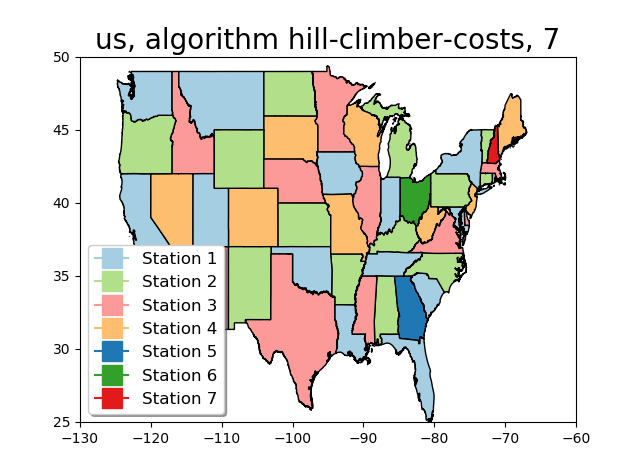 us, algorithm hill-climber-costs, 7
50
45
40
35
30
25
Station 1
Station 2
Station 3
Station 4
Station 5
Station 6
Station 7
−130 −120 −110 −100 −90 −80 −70 −60